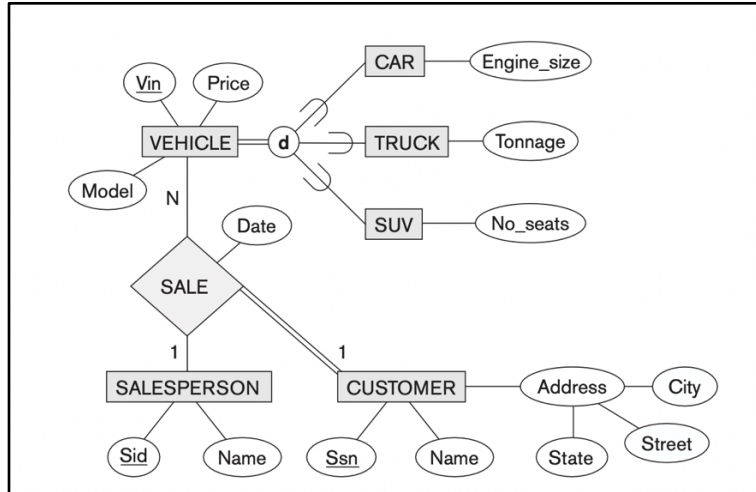 CAR
Engine_size
Vin
Price
VEHICLE
d
TRUCK
Tonnage
Model
N
SUV
No_seats
Date
SALE
1
1
SALESPERSON
CUSTOMER
Address
City
Sid
Name
Ssn
Name
State
Street